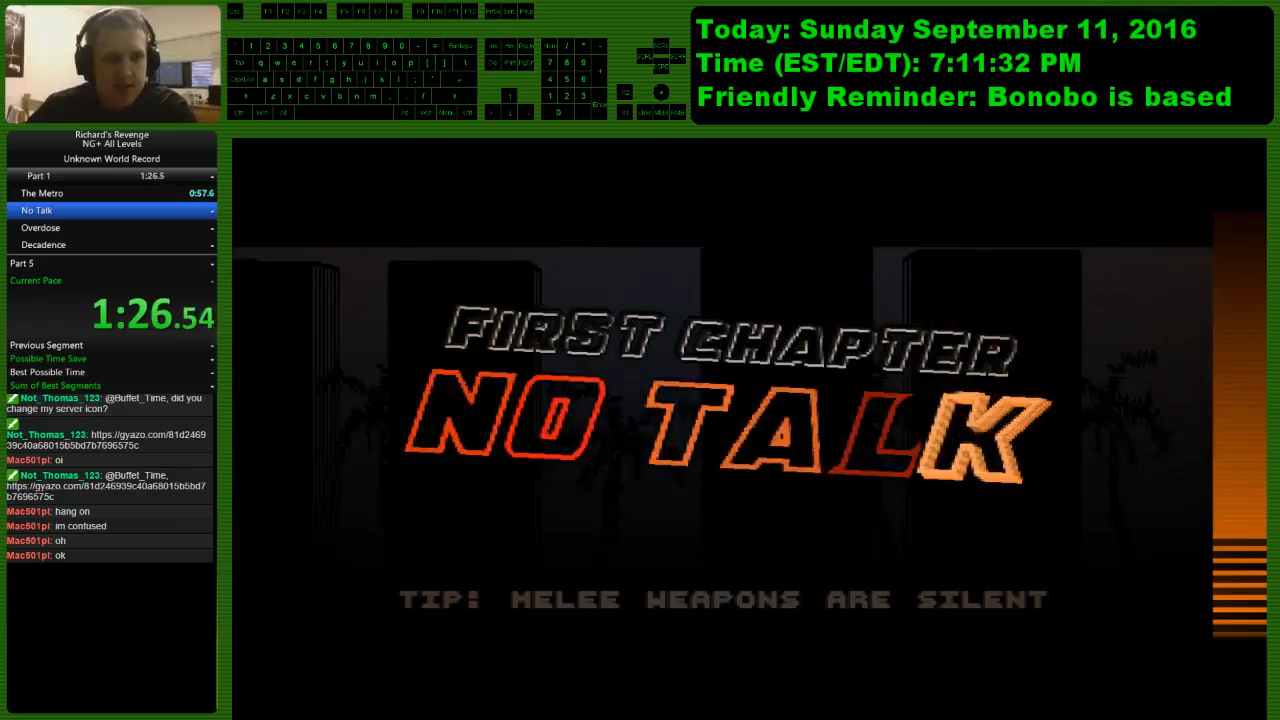 Today: Sunday September 11, 2016
Time (EST/EDT): 7:11:32 PM
Friendly Reminder: Bonobo is based
Richard's Revenge
NG+ All Levels
Unknown World Record
Part 1 1:26.5 -
The Metro 0:57.6
No Talk -
Overdose -
Decadence -
Part 5 -
Current Pace -
1:26.54
Previous Segment -
Possible Time Save -
Best Possible Time -
Sum of Best Segments -
Not_Thomas_123: @Buffet_Time, did you
change my server icon?
Not_Thomas_123: https://gyazo.com/81d2469
39c40a68015b5bd7b7696575c
Mac501pl: oi
Not_Thomas_123: @Buffet_Time,
https://gyazo.com/81d246939c40a68015b5bd7
b7696575c
Mac501pl: hang on
Mac501pl: im confused
Mac501pl: oh
Mac501pl: ok
FIRST CHAPTER
NO TALK
TIP: MELEE WEAPONS ARE SILENT